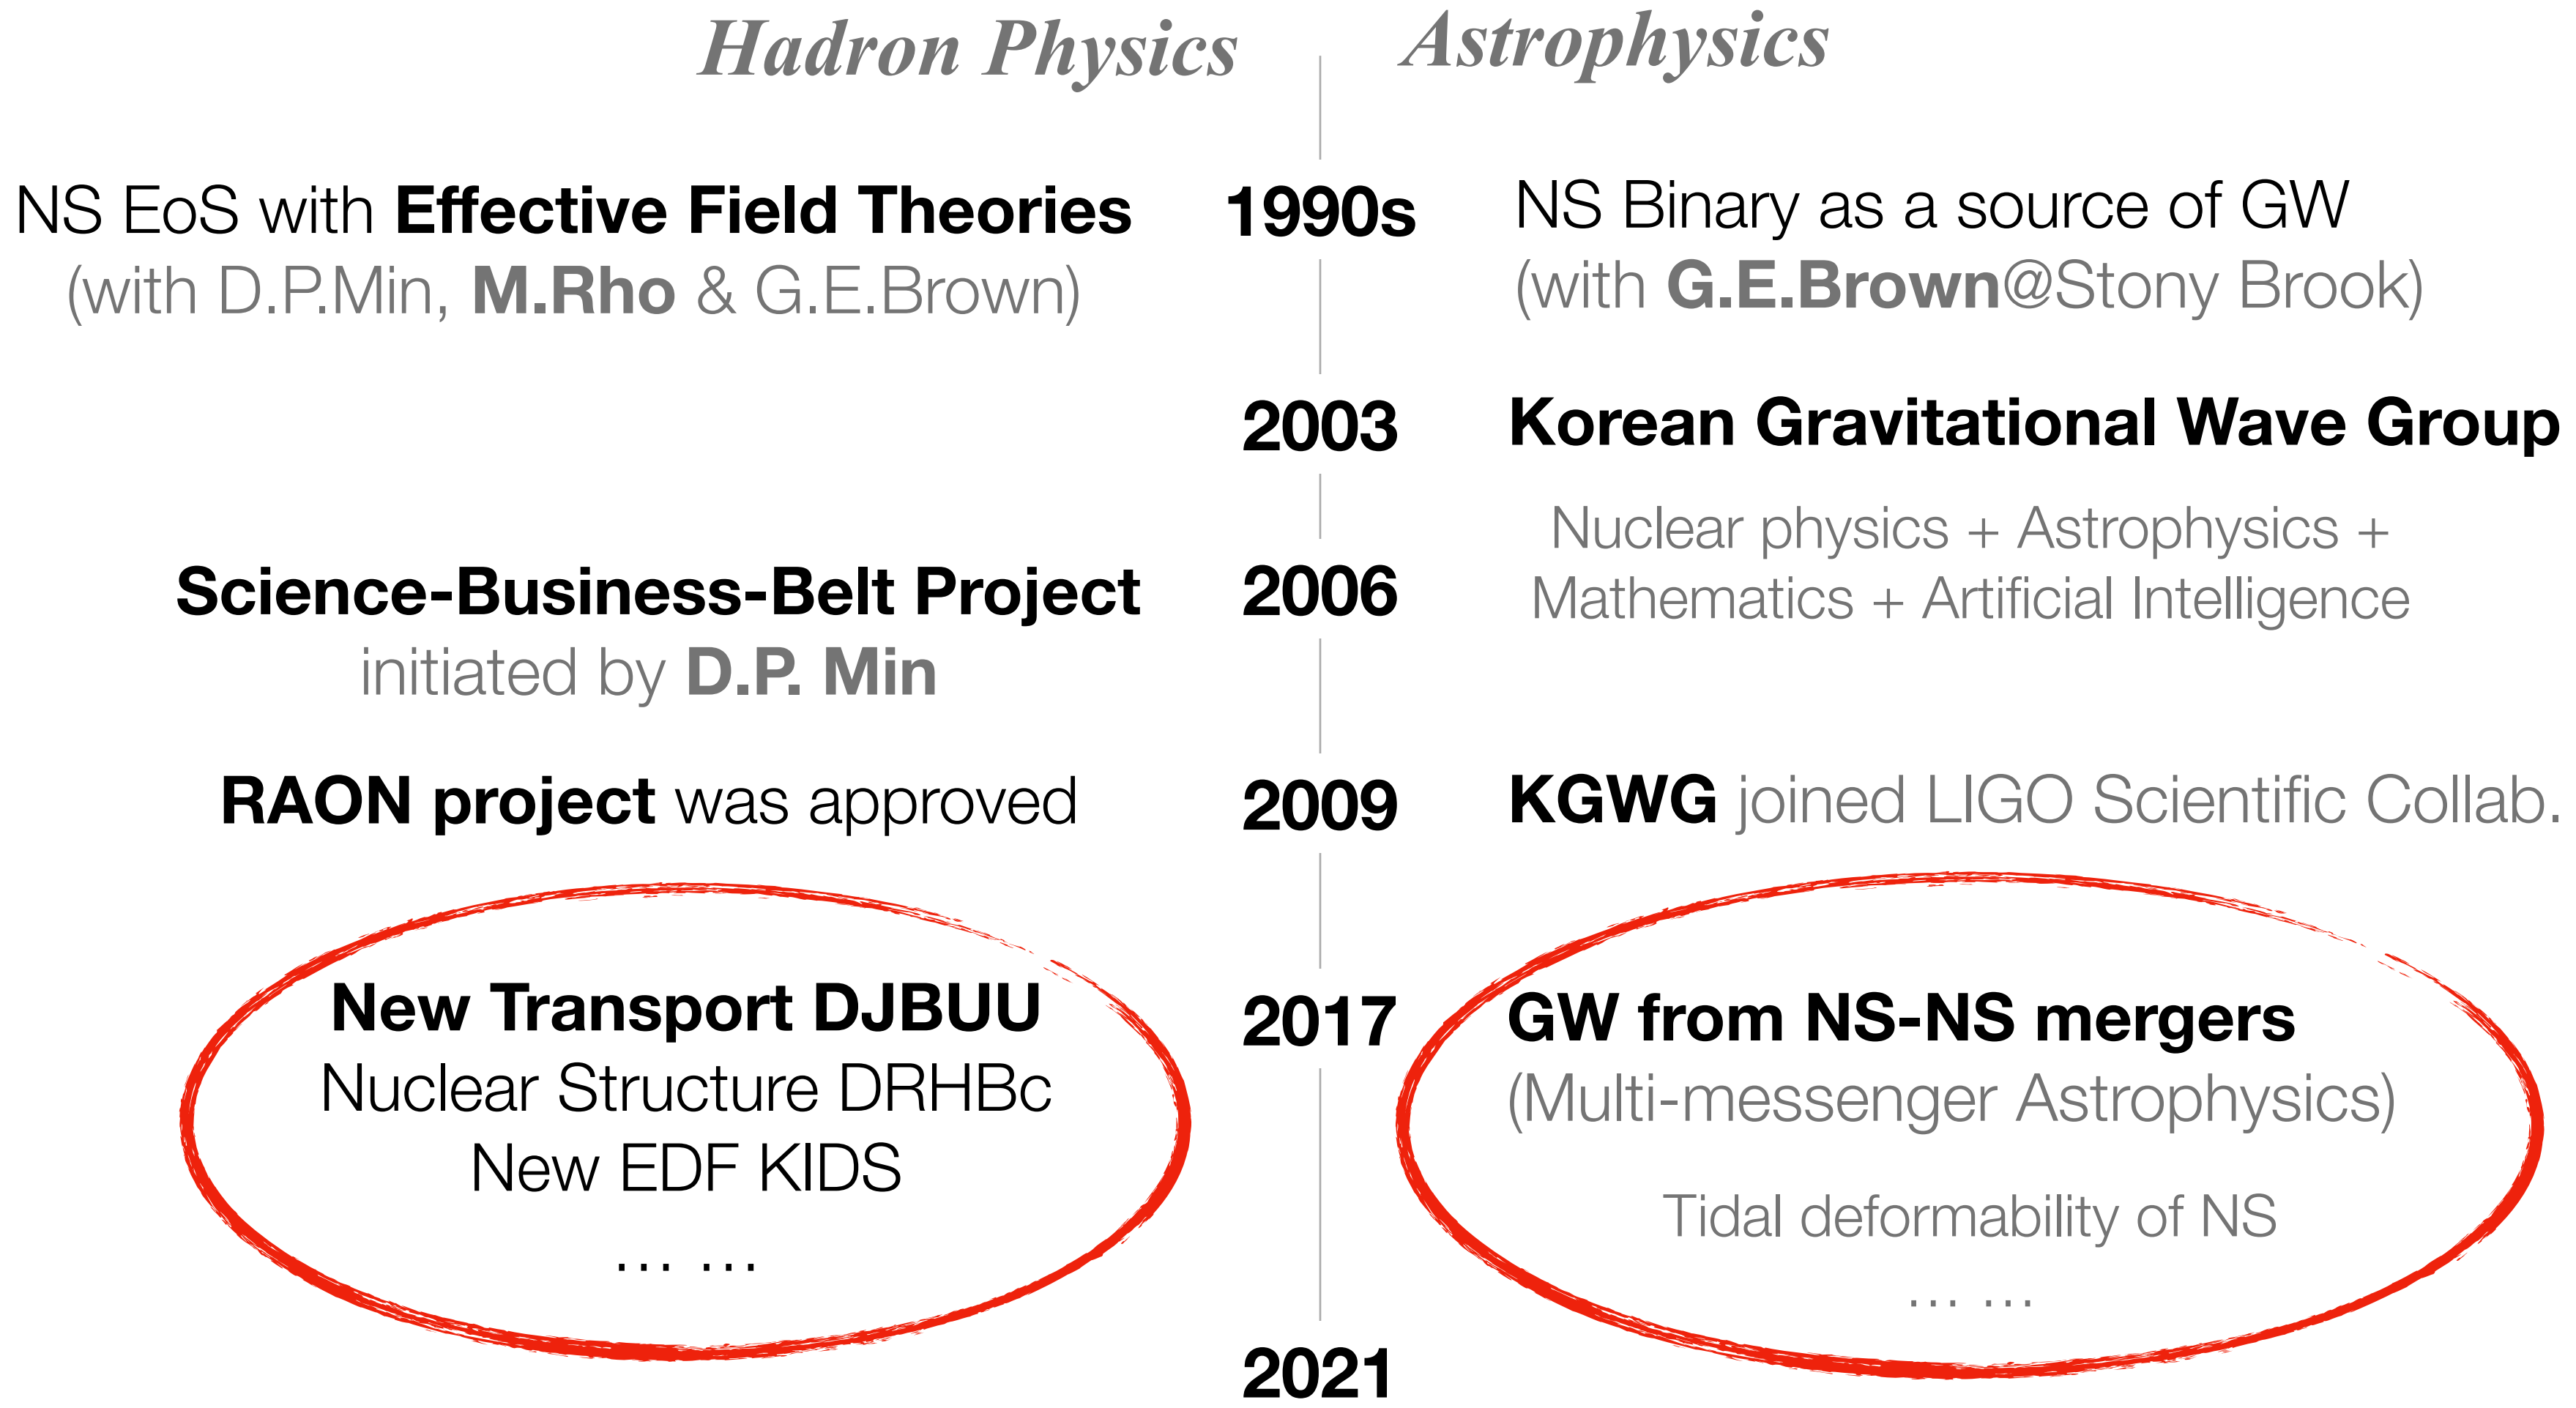 Hadron Physics
Astrophysics
NS EoS with Effective Field Theories
(with D.P.Min, M.Rho & G.E.Brown)
1990s
NS Binary as a source of GW
(with G.E.Brown@Stony Brook)
2003
Korean Gravitational Wave Group
Nuclear physics + Astrophysics +
Mathematics + Artificial Intelligence
Science-Business-Belt Project
initiated by D.P. Min
2006
RAON project was approved
2009
KGWG joined LIGO Scientific Collab.
New Transport DJBUU
Nuclear Structure DRHBc
New EDF KIDS
... ...
2017
GW from NS-NS mergers
(Multi-messenger Astrophysics)
Tidal deformability of NS
... ...
2021